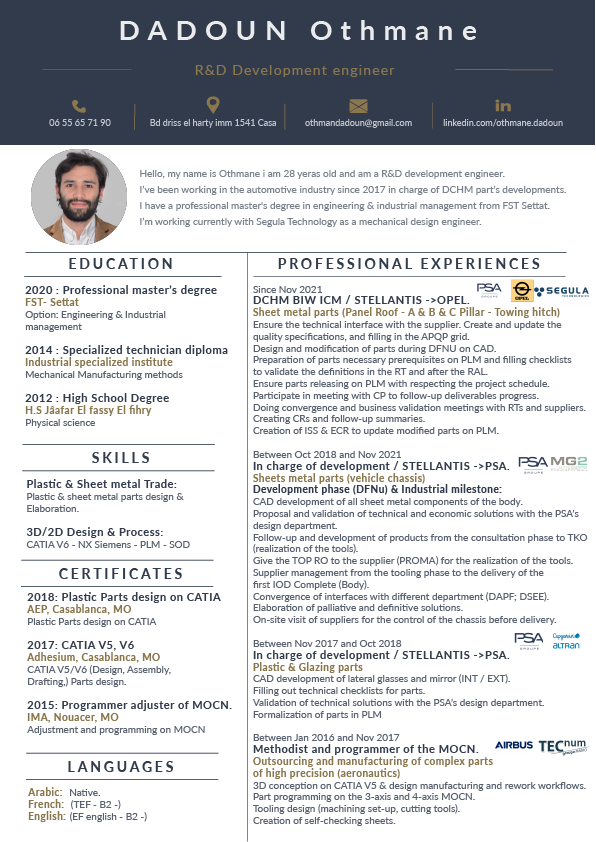 DADOUN Othmane
R&D Development engineer
06 55 65 71 90
Bd driss el harty imm 1541 Casa
othmandadoun@gmail.com
linkedin.com/othmane.dadoun
Hello, my name is Othmane i am 28 yeras old and am a R&D development engineer.
I've been working in the automotive industry since 2017 in charge of DCHM part's developments.
I have a professional master's degree in engineering & industrial management from FST Settat.
I'm working currently with Segula Technology as a mechanical design engineer.
EDUCATION
2020 : Professional master's degree
FST- Settat
Option: Engineering & Industrial
management
2014 : Specialized technician diploma
Industrial specialized institute
Mechanical Manufacturing methods
2012 : High School Degree
H.S Jâafar El fassy El fihry
Physical science
SKILLS
Plastic & Sheet metal Trade:
Plastic & sheet metal parts design &
Elaboration.
3D/2D Design & Process:
CATIA V6 - NX Siemens - PLM - SOD
CERTIFICATES
2018: Plastic Parts design on CATIA
AEP, Casablanca, MO
Plastic Parts design on CATIA
2017: CATIA V5, V6
Adhesium, Casablanca, MO
CATIA V5/V6 (Design, Assembly,
Drafting,) Parts design.
2015: Programmer adjuster of MOCN.
IMA, Nouacer, MO
Adjustment and programming on MOCN
LANGUAGES
Arabic: Native.
French: (TEF - B2 -)
English: (EF english - B2 -)
PROFESSIONAL EXPERIENCES
Since Nov 2021
PSA
GROUPE
OPEL
SEGULA
TECHNOLOGIES
DCHM BIW ICM / STELLANTIS ->OPEL.
Sheet metal parts (Panel Roof - A & B & C Pillar - Towing hitch)
Ensure the technical interface with the supplier. Create and update the
quality specifications, and filling in the APQP grid.
Design and modification of parts during DFNU on CAD.
Preparation of parts necessary prerequisites on PLM and filling checklists
to validate the definitions in the RT and after the RAL.
Ensure parts releasing on PLM with respecting the project schedule.
Participate in meeting with CP to follow-up deliverables progress.
Doing convergence and business validation meetings with RTs and suppliers.
Creating CRs and follow-up summaries.
Creation of ISS & ECR to update modified parts on PLM.
Between Oct 2018 and Nov 2021
PSA
GROUPE
MG2
In charge of development / STELLANTIS ->PSA.
Sheets metal parts (vehicle chassis)
Development phase (DFNu) & Industrial milestone:
CAD development of all sheet metal components of the body.
Proposal and validation of technical and economic solutions with the PSA's
design department.
Follow-up and development of products from the consultation phase to TKO
(realization of the tools).
Give the TOP RO to the supplier (PROMA) for the realization of the tools.
Supplier management from the tooling phase to the delivery of the
first IOD Complete (Body).
Convergence of interfaces with different department (DAPF; DSEE).
Elaboration of palliative and definitive solutions.
On-site visit of suppliers for the control of the chassis before delivery.
Between Nov 2017 and Oct 2018
PSA
GROUPE
Capgemini
ALTRAN
In charge of development / STELLANTIS ->PSA.
Plastic & Glazing parts
CAD development of lateral glasses and mirror (INT / EXT).
Filling out technical checklists for parts.
Validation of technical solutions with the PSA's design department.
Formalization of parts in PLM
Between Jan 2016 and Nov 2017
AIRBUS
TECnum
Methodist and programmer of the MOCN.
Outsourcing and manufacturing of complex parts
of high precision (aeronautics)
3D conception on CATIA V5 & design manufacturing and rework workflows.
Part programming on the 3-axis and 4-axis MOCN.
Tooling design (machining set-up, cutting tools).
Creation of self-checking sheets.